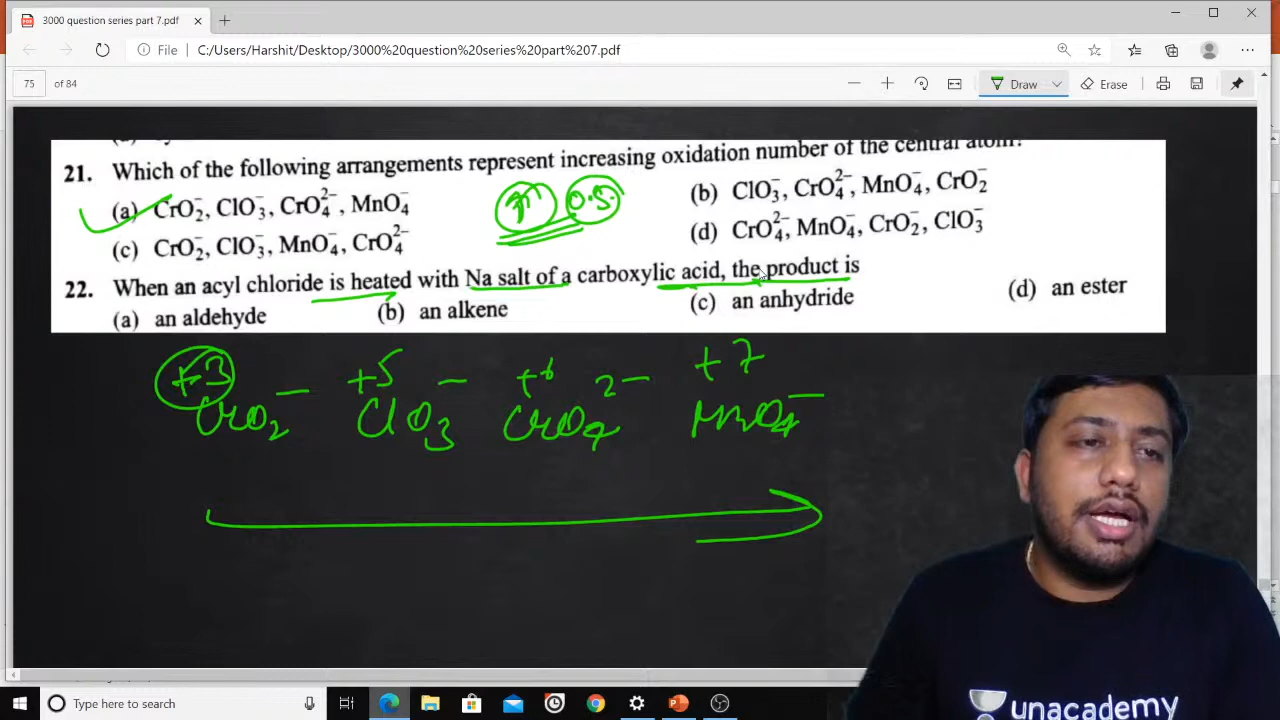 3000 question series part 7.pdf
File
C:/Users/Harshit/Desktop/3000%20question%20series%20part%207.pdf
75 of 84
Draw
Erase
21. Which of the following arrangements represent increasing oxidation number of the central atom?
(a) CrO₂⁻, ClO₃⁻, CrO₄²⁻, MnO₄⁻
(b) ClO₃⁻, CrO₄²⁻, MnO₄⁻, CrO₂⁻
(c) CrO₂⁻, ClO₃⁻, MnO₄⁻, CrO₄²⁻
(d) CrO₄²⁻, MnO₄⁻, CrO₂⁻, ClO₃⁻
O.S.
22. When an acyl chloride is heated with Na salt of a carboxylic acid, the product is
(a) an aldehyde (b) an alkene (c) an anhydride (d) an ester
+3 +5 +6 +7
CrO₂⁻ ClO₃⁻ CrO₄²⁻ MnO₄⁻
Type here to search
unacademy